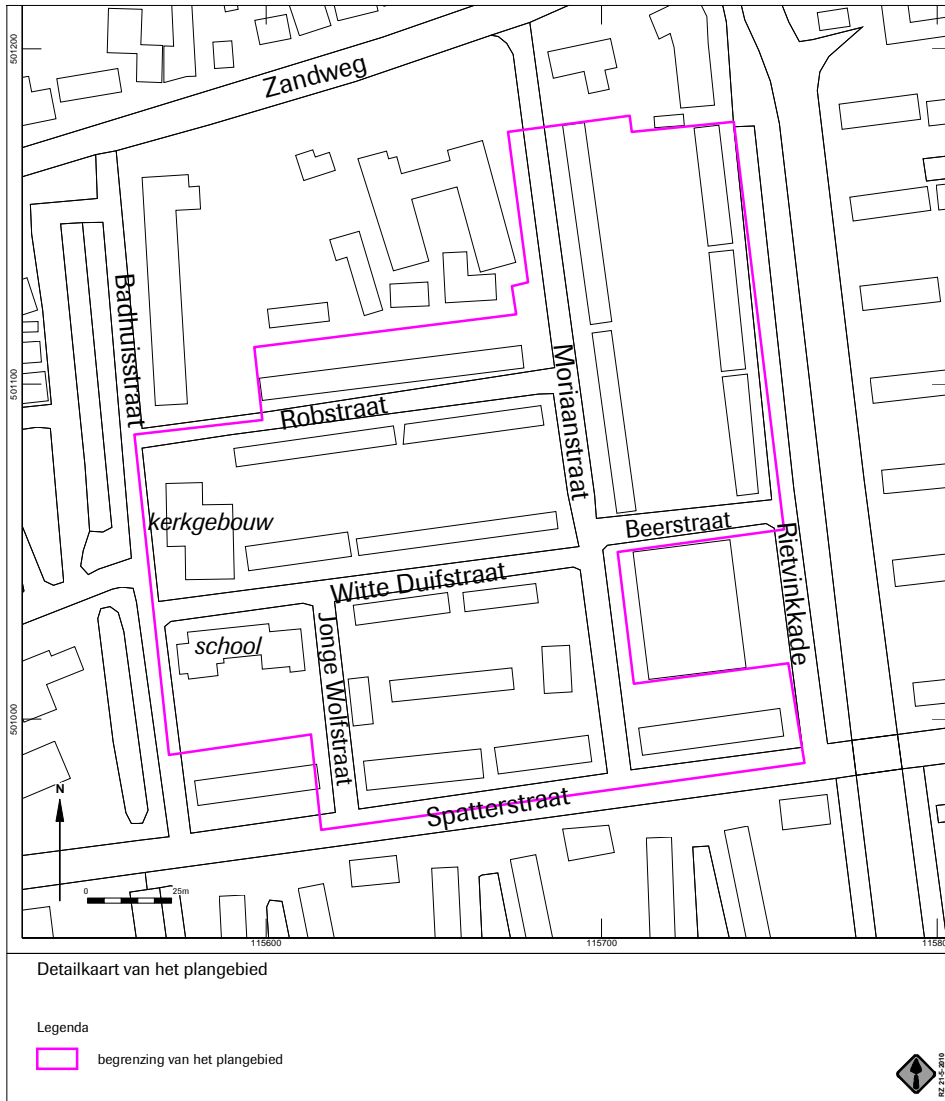 501200
Zandweg
Badhuisstraat
501100
Moriaanstraat
Robstraat
kerkgebouw
Beerstraat
Rietvinkkade
Witte Duifstraat
school
Jonge Wolfstraat
501000
Spatterstraat
N
0 25m
115600 115700 115800
Detailkaart van het plangebied
Legenda
begrenzing van het plangebied
RZ 21-5-2010